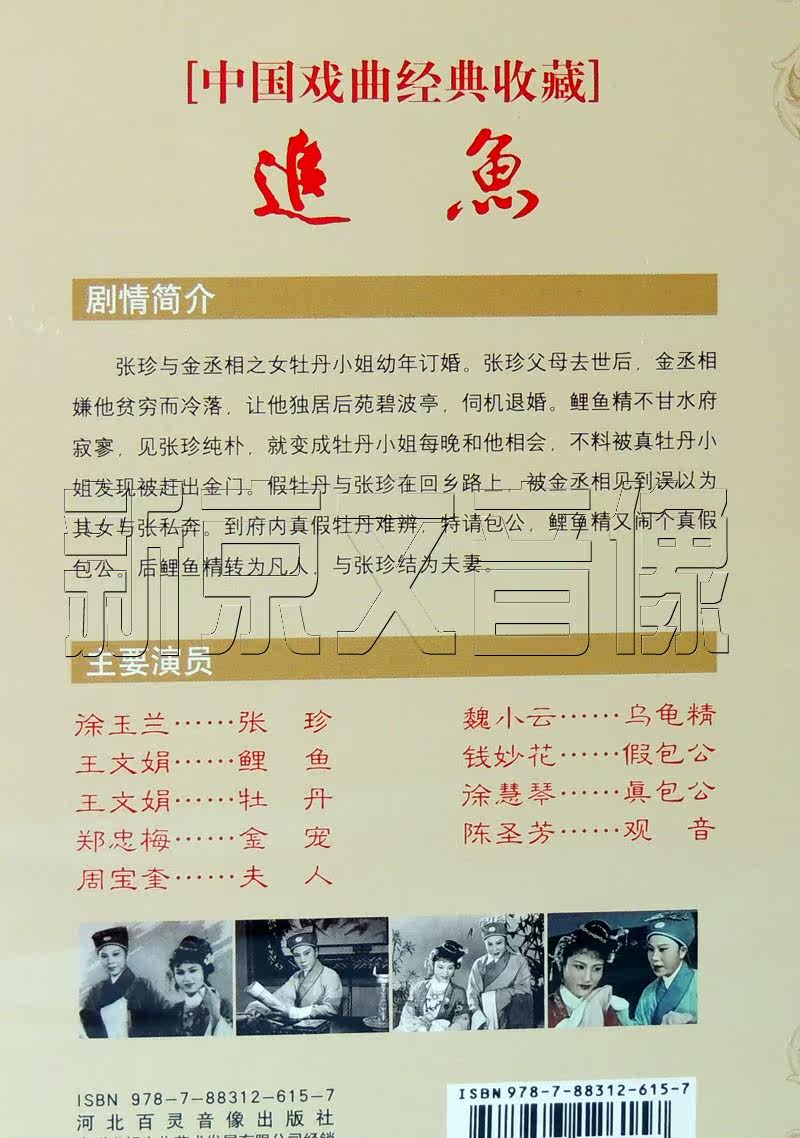 [中国戏曲经典收藏]
追 魚
剧情简介
张珍与金丞相之女牡丹小姐幼年订婚。张珍父母去世后，金丞相
嫌他贫穷而冷落，让他独居后苑碧波亭，伺机退婚。鲤鱼精不甘水府
寂寥，见张珍纯朴，就变成牡丹小姐每晚和他相会，不料被真牡丹小
姐发现被赶出金门。假牡丹与张珍在回乡路上，被金丞相见到误以为
其女与张私奔。到府内真假牡丹难辨，特请包公，鲤鱼精又闹个真假
包公。后鲤鱼精转为凡人，与张珍结为夫妻。
新京文音像
主要演员
徐玉兰……张 珍
王文娟……鲤 鱼
王文娟……牡 丹
郑忠梅……金 宠
周宝奎……夫 人
魏小云……乌龟精
钱妙花……假包公
徐慧琴……真包公
陈圣芳……观 音
ISBN 978-7-88312-615-7
河北百灵音像出版社
ISBN 978-7-88312-615-7